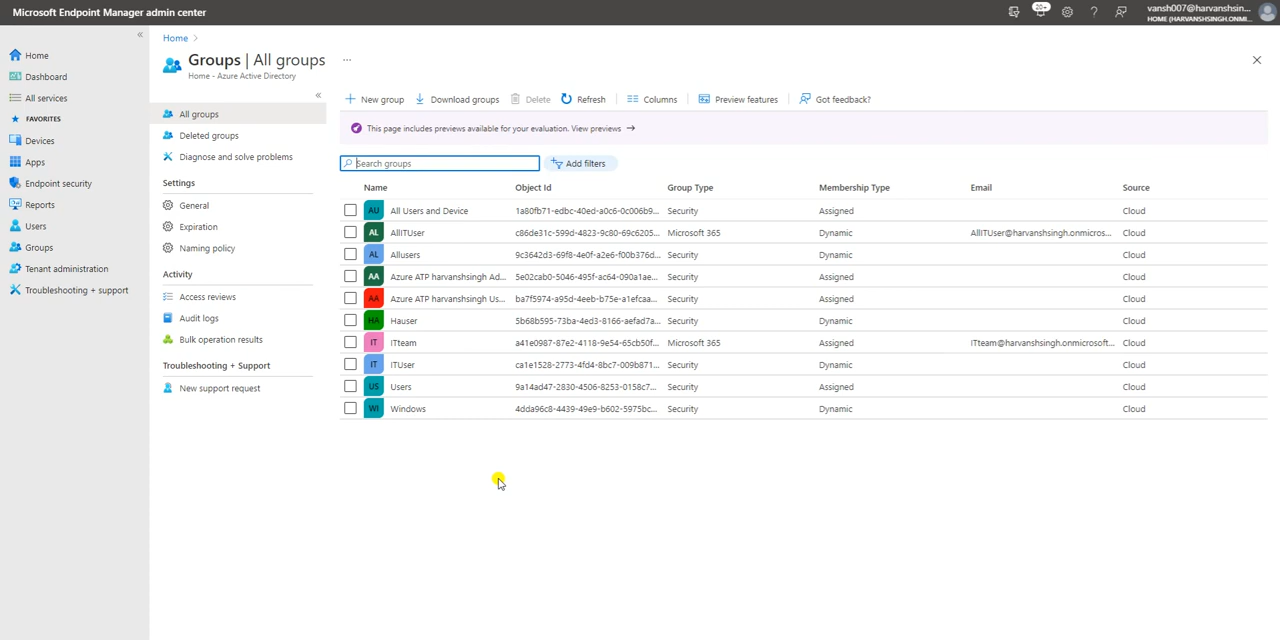 Microsoft Endpoint Manager admin center
20+
vansh007@harvanshsin...
HOME (HARVANSHSINGH.ONMI...
«
Home
Dashboard
All services
FAVORITES
Devices
Apps
Endpoint security
Reports
Users
Groups
Tenant administration
Troubleshooting + support
Home >
Groups | All groups ...
Home - Azure Active Directory
«
All groups
Deleted groups
Diagnose and solve problems
Settings
General
Expiration
Naming policy
Activity
Access reviews
Audit logs
Bulk operation results
Troubleshooting + Support
New support request
New group Download groups Delete Refresh Columns Preview features Got feedback?
This page includes previews available for your evaluation. View previews →
Search groups Add filters
Name Object Id Group Type Membership Type Email Source
AU All Users and Device 1a80fb71-edbc-40ed-a0c6-0c006b9... Security Assigned Cloud
AL AllITUser c86de31c-599d-4823-9c80-69c6205... Microsoft 365 Dynamic AllITUser@harvanshsingh.onmicros... Cloud
AL Allusers 9c3642d3-69f8-4e0f-a2e6-f00b376d... Security Dynamic Cloud
AA Azure ATP harvanshsingh Ad... 5e02cab0-5046-495f-ac64-090a1ae... Security Assigned Cloud
AA Azure ATP harvanshsingh Us... ba7f5974-a95d-4eeb-b75e-a1efcaa... Security Assigned Cloud
HA Hauser 5b68b595-73ba-4ed3-8166-aefad7a... Security Dynamic Cloud
IT ITteam a41e0987-87e2-4118-9e54-65cb50f... Microsoft 365 Assigned ITteam@harvanshsingh.onmicrosoft... Cloud
IT ITUser ca1e1528-2773-4fd4-8bc7-009b871... Security Dynamic Cloud
US Users 9a14ad47-2830-4506-8253-0158c7... Security Assigned Cloud
WI Windows 4dda96c8-4439-49e9-b602-5975bc... Security Dynamic Cloud